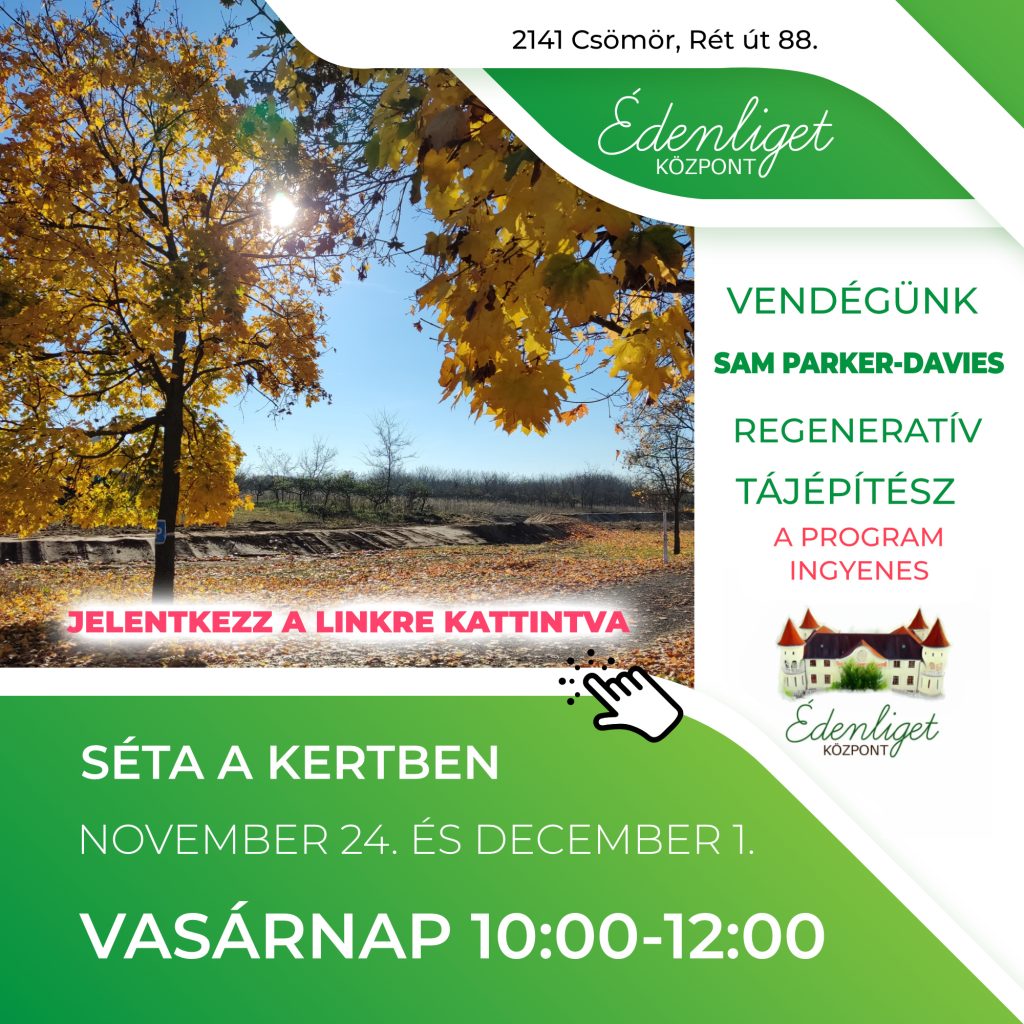 2141 Csömör, Rét út 88.
Édenliget
KÖZPONT
VENDÉGÜNK
SAM PARKER-DAVIES
REGENERATÍV
TÁJÉPÍTÉSZ
A PROGRAM
INGYENES
JELENTKEZZ A LINKRE KATTINTVA
Édenliget
KÖZPONT
SÉTA A KERTBEN
NOVEMBER 24. ÉS DECEMBER 1.
VASÁRNAP 10:00-12:00